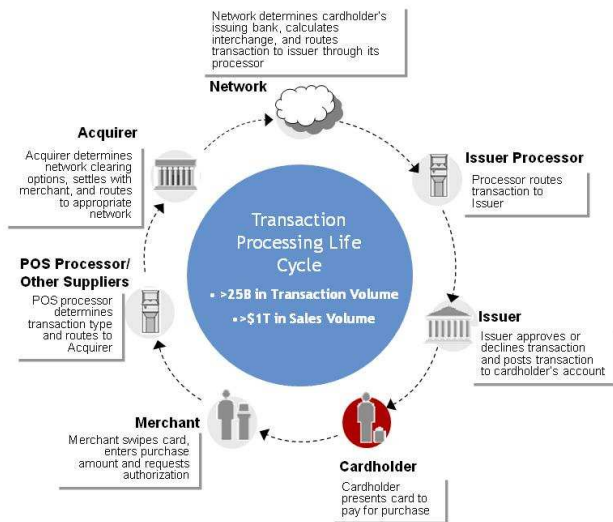 Network determines cardholder's
issuing bank, calculates
interchange, and routes
transaction to issuer through its
processor
Network
Issuer Processor
Processor routes
transaction to
Issuer
Issuer
Issuer approves or
declines transaction
and posts transaction
to cardholder's account
Cardholder
Cardholder
presents card to
pay for purchase
Merchant
Merchant swipes card,
enters purchase
amount and requests
authorization
POS Processor/
Other Suppliers
POS processor
determines
transaction type
and routes to
Acquirer
Acquirer
Acquirer determines
network clearing
options, settles with
merchant, and routes
to appropriate
network
Transaction
Processing Life
Cycle
▪ >25B in Transaction Volume
▪ >$1T in Sales Volume